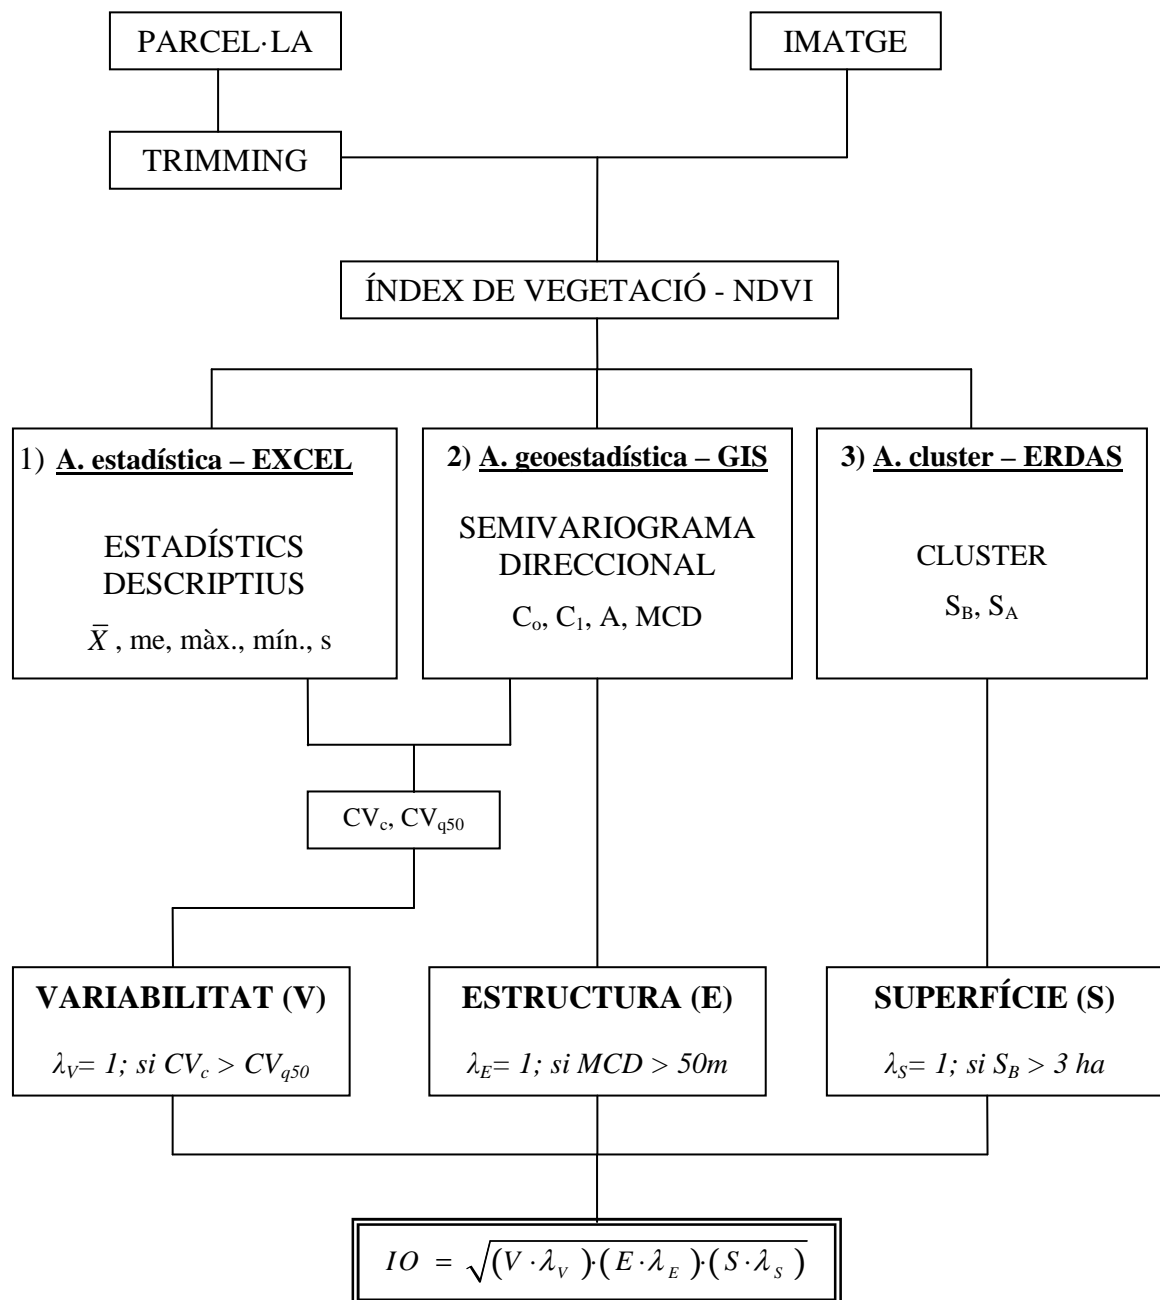 PARCEL·LA
IMATGE
TRIMMING
ÍNDEX DE VEGETACIÓ - NDVI
1) A. estadística – EXCEL
ESTADÍSTICS
DESCRIPTIUS
X̄ , me, màx., mín., s
2) A. geoestadística – GIS
SEMIVARIOGRAMA
DIRECCIONAL
Cₒ, C₁, A, MCD
3) A. cluster – ERDAS
CLUSTER
S_B, S_A
CV_c, CV_q50
VARIABILITAT (V)
λ_V= 1; si CV_c > CV_q50
ESTRUCTURA (E)
λ_E= 1; si MCD > 50m
SUPERFÍCIE (S)
λ_S= 1; si S_B > 3 ha
IO = √(V·λ_V)·(E·λ_E)·(S·λ_S)